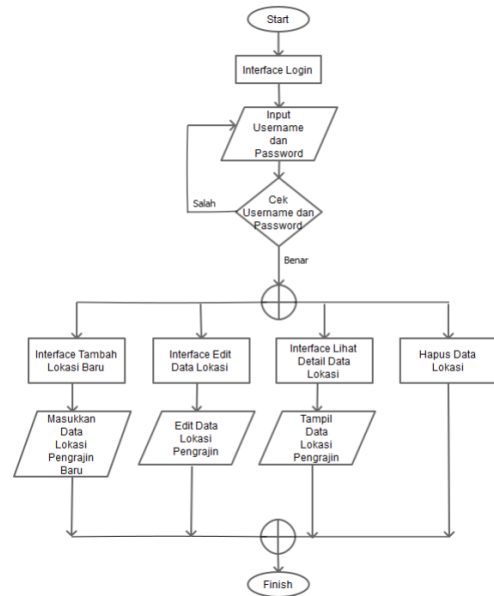 Start
Interface Login
Input
Username
dan
Password
Salah
Cek
Username dan
Password
Benar
Interface Tambah
Lokasi Baru
Interface Edit
Data Lokasi
Interface Lihat
Detail Data
Lokasi
Hapus Data
Lokasi
Masukkan
Data
Lokasi
Pengrajin
Baru
Edit Data
Lokasi
Pengrajin
Tampil
Data
Lokasi
Pengrajin
Finish